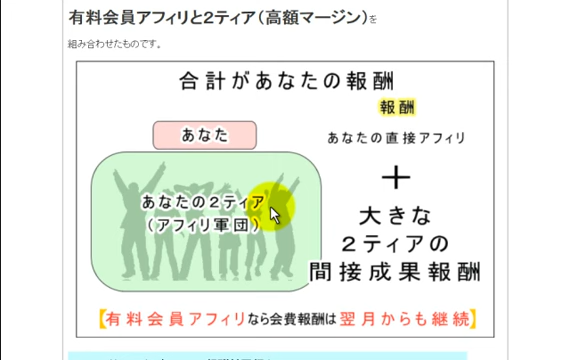 有料会員アフィリと2ティア(高額マージン)を
組み合わせたものです。
合計があなたの報酬
報酬
あなた
あなたの直接アフィリ
+
あなたの2ティア
(アフィリ軍団)
大きな
2ティアの
間接成果報酬
【有料会員アフィリなら会費報酬は翌月からも継続】